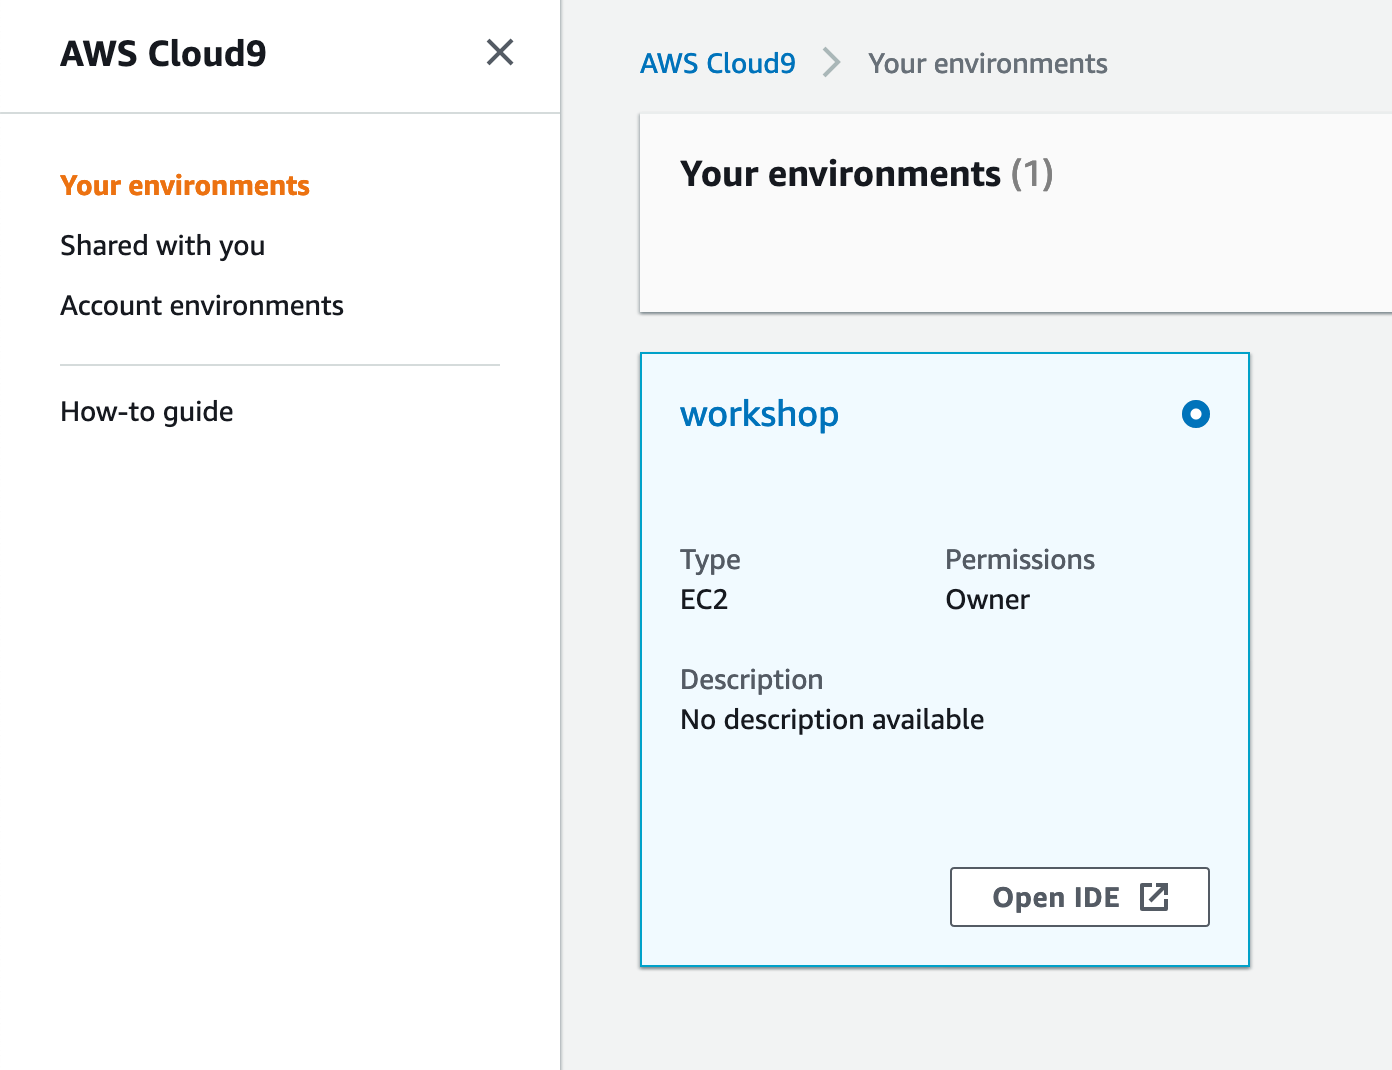 AWS Cloud9
Your environments
Shared with you
Account environments
How-to guide
AWS Cloud9 Your environments
Your environments (1)
workshop
Type Permissions
EC2 Owner
Description
No description available
Open IDE